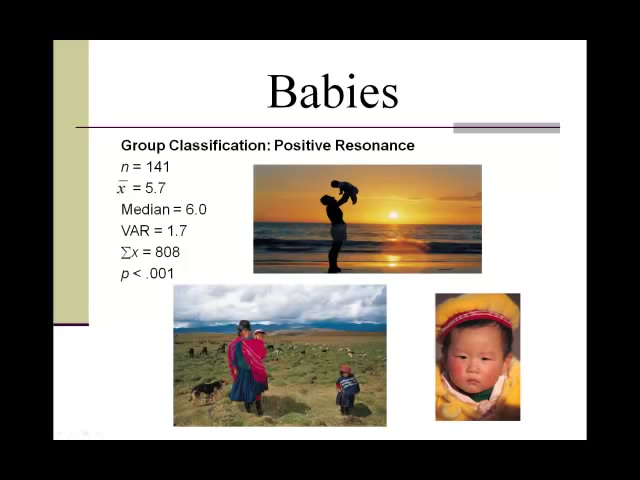 Babies
Group Classification: Positive Resonance
n = 141
x̅ = 5.7
Median = 6.0
VAR = 1.7
∑x = 808
p < .001